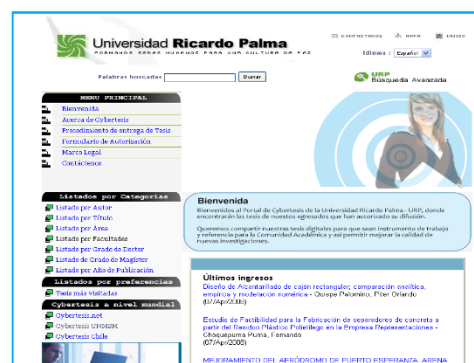 Universidad Ricardo Palma
FORMANDO SERES HUMANOS PARA UNA CULTURA DE PAZ
Idioma : Español
Palabras buscadas
Buscar
URP
Búsqueda Avanzada
MENU PRINCIPAL
Bienvenida
Acerca de Cybertesis
Procedimiento de entrega de Tesis
Formulario de Autorización
Marco Legal
Contáctenos
Listados por Categorías
Listado por Autor
Listado por Título
Listado por Área
Listado por Facultades
Listado por Grado de Doctor
Listado de Grado de Magister
Listado por Año de Publicación
Listados por preferencias
Tesis más visitadas
Cybertesis a nivel mundial
Cybertesis.net
Cybertesis UNMSM
Cybertesis Chile
Bienvenida
Bienvenidos al Portal de Cybertesis de la Universidad Ricardo Palma - URP, donde
encontrarán las tesis de nuestros egresados que han autorizado su difusión.
Queremos compartir nuestras tesis digitales para que sean instrumento de trabajo
y referencia para la Comunidad Académica y así permitir mejorar la calidad de
nuevas investigaciones.
Últimos ingresos
Diseño de Alcantarillado de cajón rectangular, comparación analítica,
empírica y modelación numérica - Quispe Palomino, Piter Orlando
(07/Apr/2008)
Estudio de Factibilidad para la Fabricación de separadores de concreto a
partir del Residuo Plástico Polietilego en la Empresa Representaciones -
Choquepuma Puma, Fernando
(07/Apr/2008)
MEJORAMIENTO DEL AERÓDROMO DE PUERTO ESPERANZA, ARENA